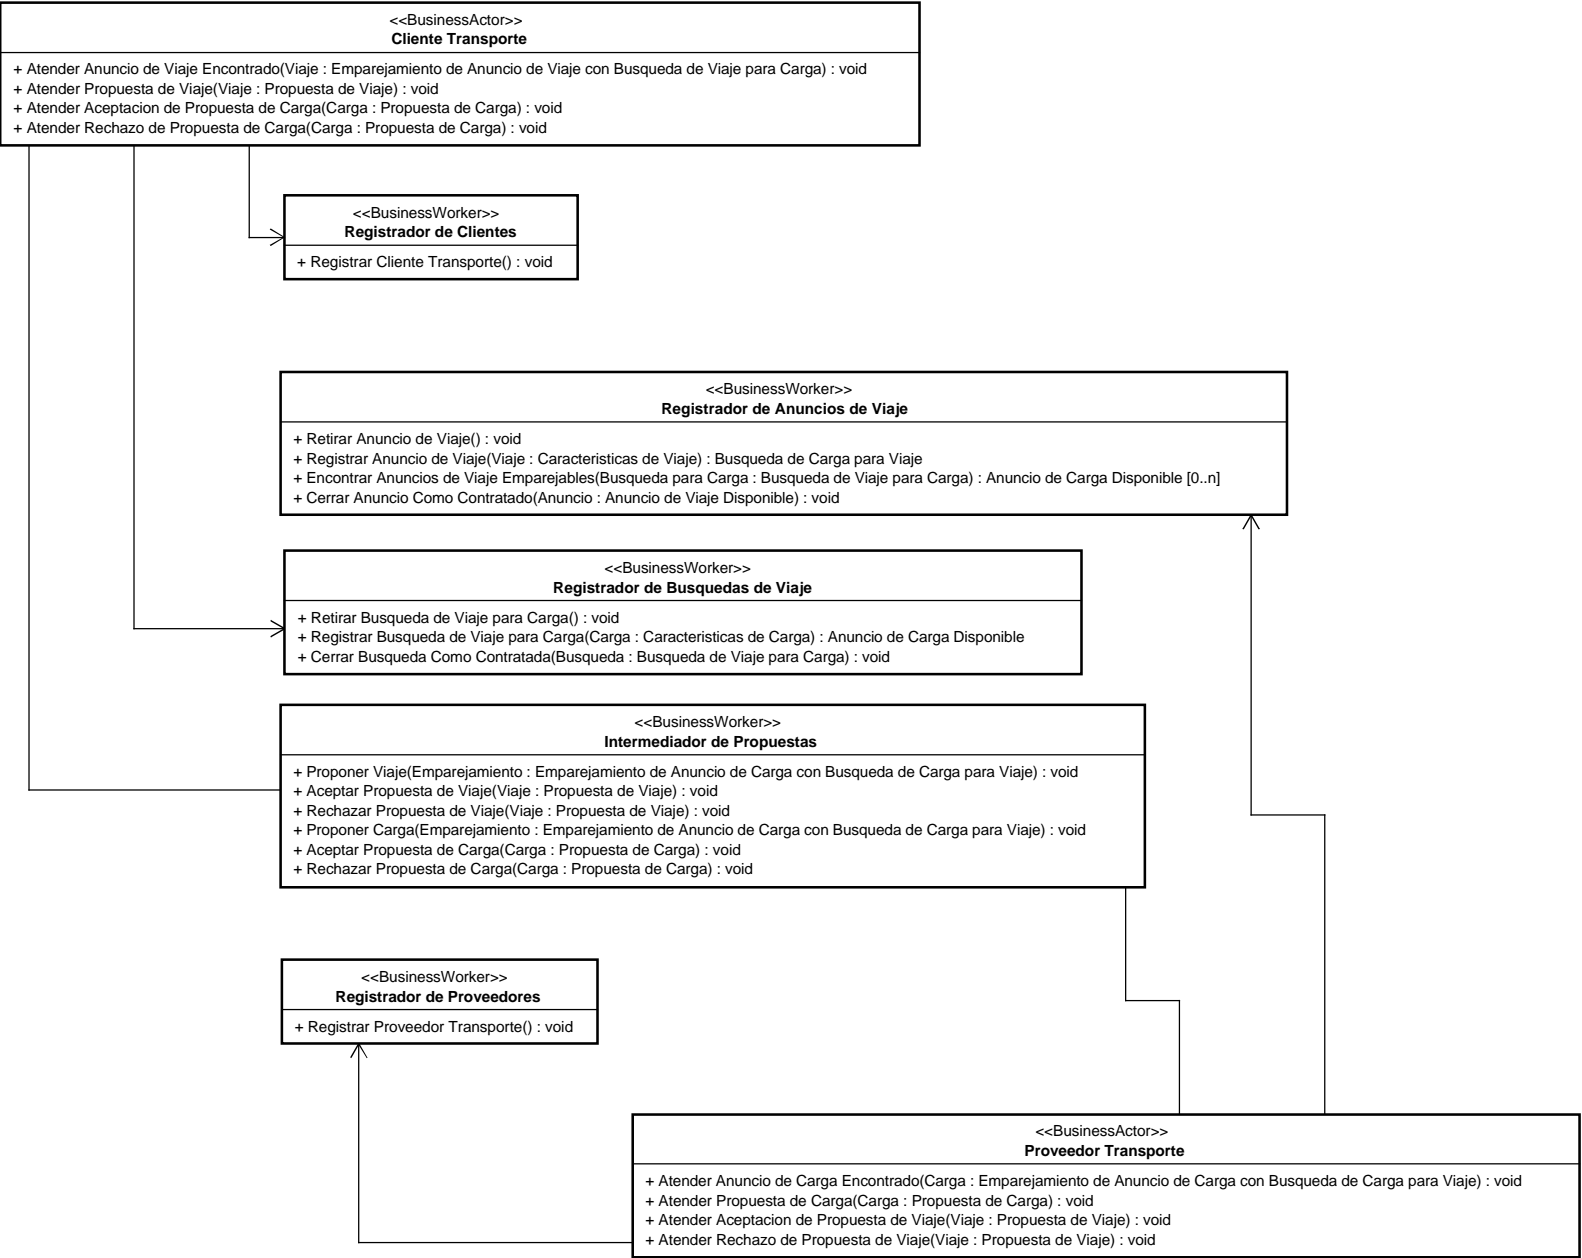 <<BusinessActor>>
Cliente Transporte
+ Atender Anuncio de Viaje Encontrado(Viaje : Emparejamiento de Anuncio de Viaje con Busqueda de Viaje para Carga) : void
+ Atender Propuesta de Viaje(Viaje : Propuesta de Viaje) : void
+ Atender Aceptacion de Propuesta de Carga(Carga : Propuesta de Carga) : void
+ Atender Rechazo de Propuesta de Carga(Carga : Propuesta de Carga) : void
<<BusinessWorker>>
Registrador de Clientes
+ Registrar Cliente Transporte() : void
<<BusinessWorker>>
Registrador de Anuncios de Viaje
+ Retirar Anuncio de Viaje() : void
+ Registrar Anuncio de Viaje(Viaje : Caracteristicas de Viaje) : Busqueda de Carga para Viaje
+ Encontrar Anuncios de Viaje Emparejables(Busqueda para Carga : Busqueda de Viaje para Carga) : Anuncio de Carga Disponible [0..n]
+ Cerrar Anuncio Como Contratado(Anuncio : Anuncio de Viaje Disponible) : void
<<BusinessWorker>>
Registrador de Busquedas de Viaje
+ Retirar Busqueda de Viaje para Carga() : void
+ Registrar Busqueda de Viaje para Carga(Carga : Caracteristicas de Carga) : Anuncio de Carga Disponible
+ Cerrar Busqueda Como Contratada(Busqueda : Busqueda de Viaje para Carga) : void
<<BusinessWorker>>
Intermediador de Propuestas
+ Proponer Viaje(Emparejamiento : Emparejamiento de Anuncio de Carga con Busqueda de Carga para Viaje) : void
+ Aceptar Propuesta de Viaje(Viaje : Propuesta de Viaje) : void
+ Rechazar Propuesta de Viaje(Viaje : Propuesta de Viaje) : void
+ Proponer Carga(Emparejamiento : Emparejamiento de Anuncio de Carga con Busqueda de Carga para Viaje) : void
+ Aceptar Propuesta de Carga(Carga : Propuesta de Carga) : void
+ Rechazar Propuesta de Carga(Carga : Propuesta de Carga) : void
<<BusinessWorker>>
Registrador de Proveedores
+ Registrar Proveedor Transporte() : void
<<BusinessActor>>
Proveedor Transporte
+ Atender Anuncio de Carga Encontrado(Carga : Emparejamiento de Anuncio de Carga con Busqueda de Carga para Viaje) : void
+ Atender Propuesta de Carga(Carga : Propuesta de Carga) : void
+ Atender Aceptacion de Propuesta de Viaje(Viaje : Propuesta de Viaje) : void
+ Atender Rechazo de Propuesta de Viaje(Viaje : Propuesta de Viaje) : void